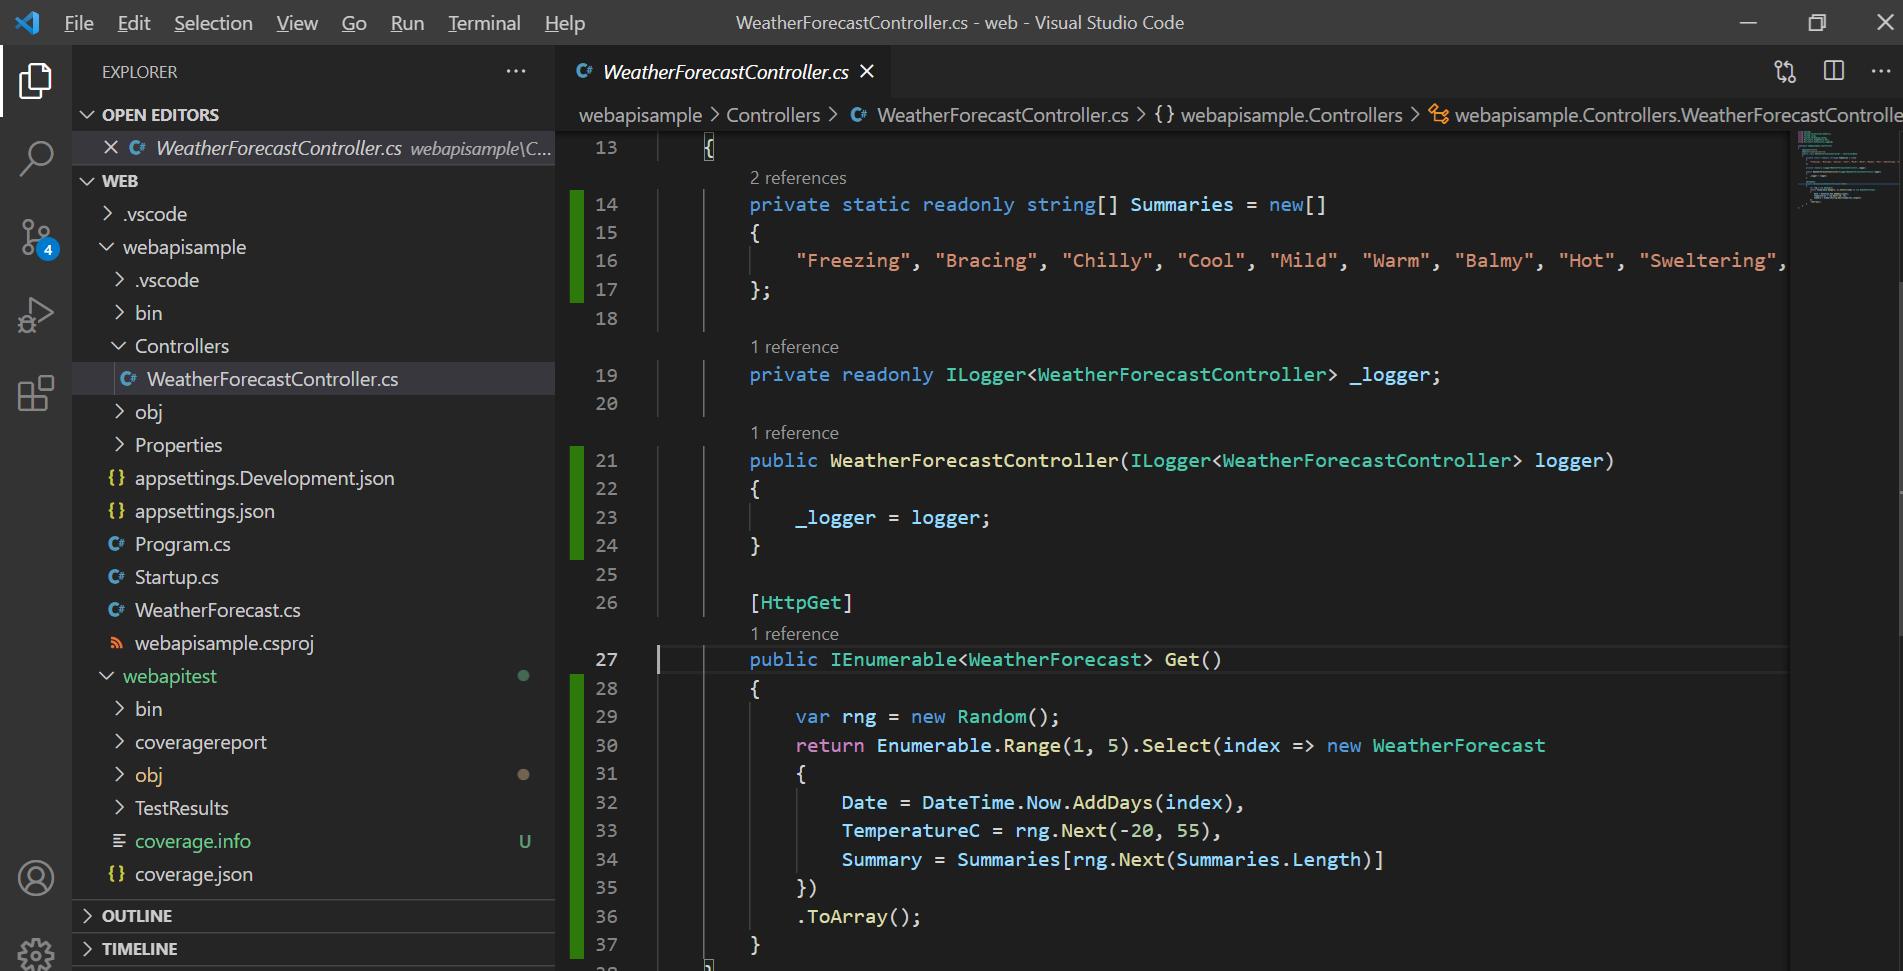 File Edit Selection View Go Run Terminal Help
WeatherForecastController.cs - web - Visual Studio Code
EXPLORER
OPEN EDITORS
WeatherForecastController.cs webapisample\C...
WEB
.vscode
webapisample
.vscode
bin
Controllers
WeatherForecastController.cs
obj
Properties
{} appsettings.Development.json
{} appsettings.json
C# Program.cs
C# Startup.cs
C# WeatherForecast.cs
webapisample.csproj
webapitest
bin
coveragereport
obj
TestResults
coverage.info U
{} coverage.json
OUTLINE
TIMELINE
4
C# WeatherForecastController.cs
webapisample > Controllers > C# WeatherForecastController.cs > {} webapisample.Controllers > webapisample.Controllers.WeatherForecastControlle
13 {
2 references
14 private static readonly string[] Summaries = new[]
15 {
16 "Freezing", "Bracing", "Chilly", "Cool", "Mild", "Warm", "Balmy", "Hot", "Sweltering",
17 };
18
1 reference
19 private readonly ILogger<WeatherForecastController> _logger;
20
1 reference
21 public WeatherForecastController(ILogger<WeatherForecastController> logger)
22 {
23 _logger = logger;
24 }
25
26 [HttpGet]
1 reference
27 public IEnumerable<WeatherForecast> Get()
28 {
29 var rng = new Random();
30 return Enumerable.Range(1, 5).Select(index => new WeatherForecast
31 {
32 Date = DateTime.Now.AddDays(index),
33 TemperatureC = rng.Next(-20, 55),
34 Summary = Summaries[rng.Next(Summaries.Length)]
35 })
36 .ToArray();
37 }